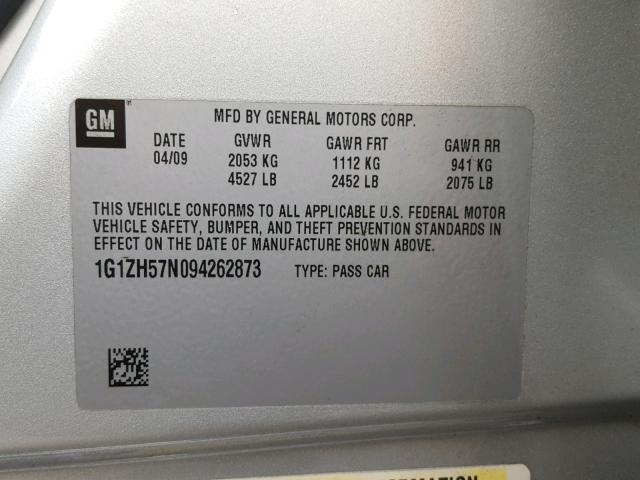 GM
MFD BY GENERAL MOTORS CORP.
DATE GVWR GAWR FRT GAWR RR
04/09 2053 KG 1112 KG 941 KG
4527 LB 2452 LB 2075 LB
THIS VEHICLE CONFORMS TO ALL APPLICABLE U.S. FEDERAL MOTOR
VEHICLE SAFETY, BUMPER, AND THEFT PREVENTION STANDARDS IN
EFFECT ON THE DATE OF MANUFACTURE SHOWN ABOVE.
1G1ZH57N094262873 TYPE: PASS CAR